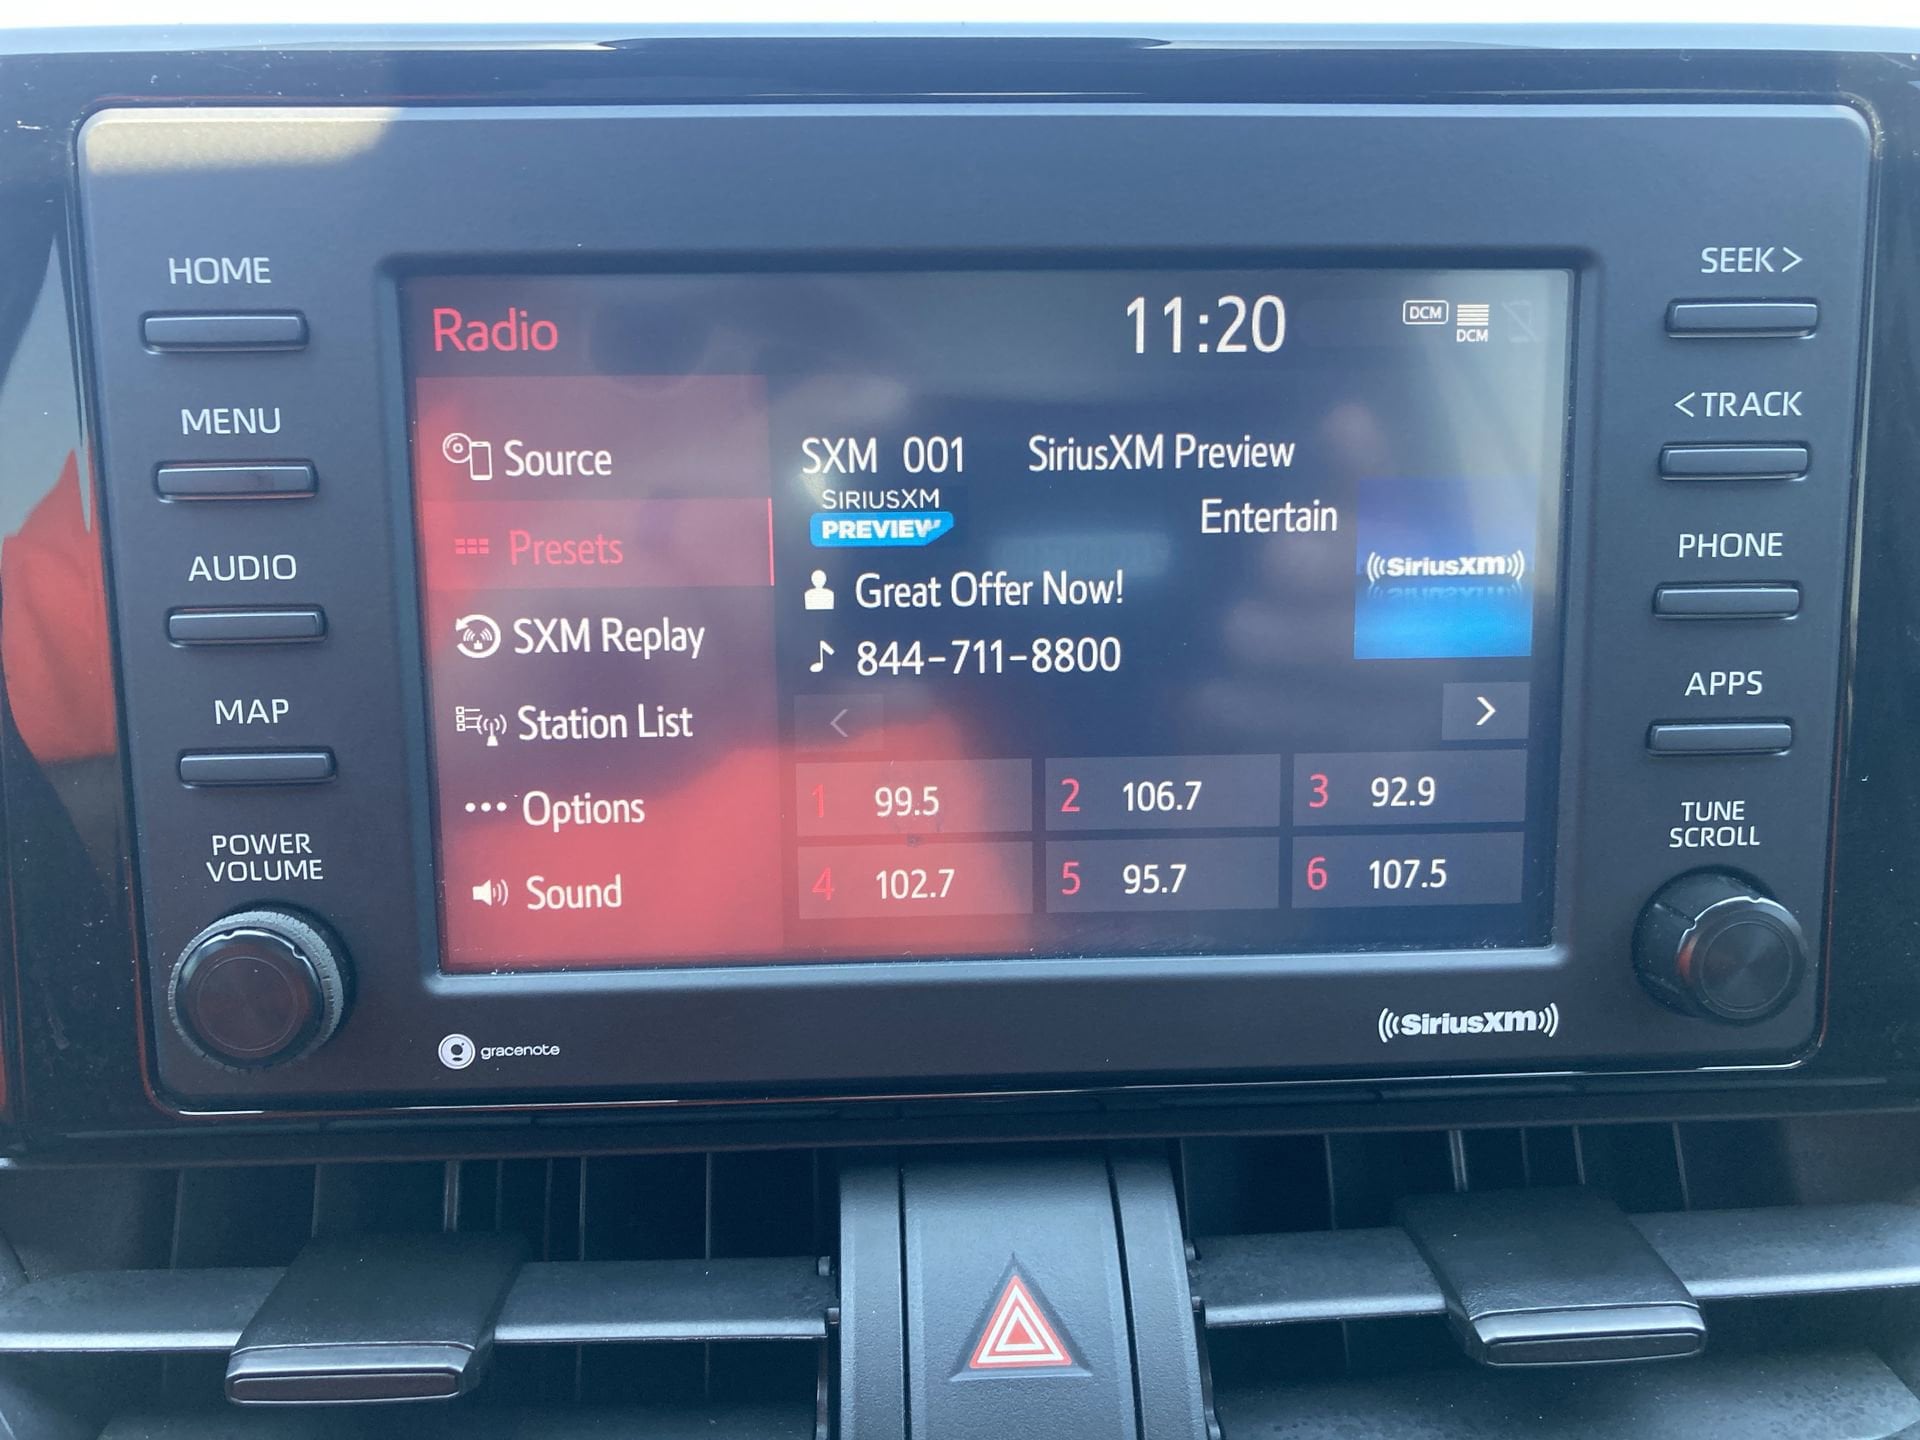 HOME
MENU
AUDIO
MAP
POWER
VOLUME
Radio
11:20
DCM
DCM
Source
Presets
SXM Replay
Station List
Options
Sound
SXM 001 SiriusXM Preview
SIRIUSXM
PREVIEW
Entertain
Great Offer Now!
844-711-8800
((SiriusXM))
<
>
1 99.5
2 106.7
3 92.9
4 102.7
5 95.7
6 107.5
SEEK >
< TRACK
PHONE
APPS
TUNE
SCROLL
gracenote
((SiriusXM))